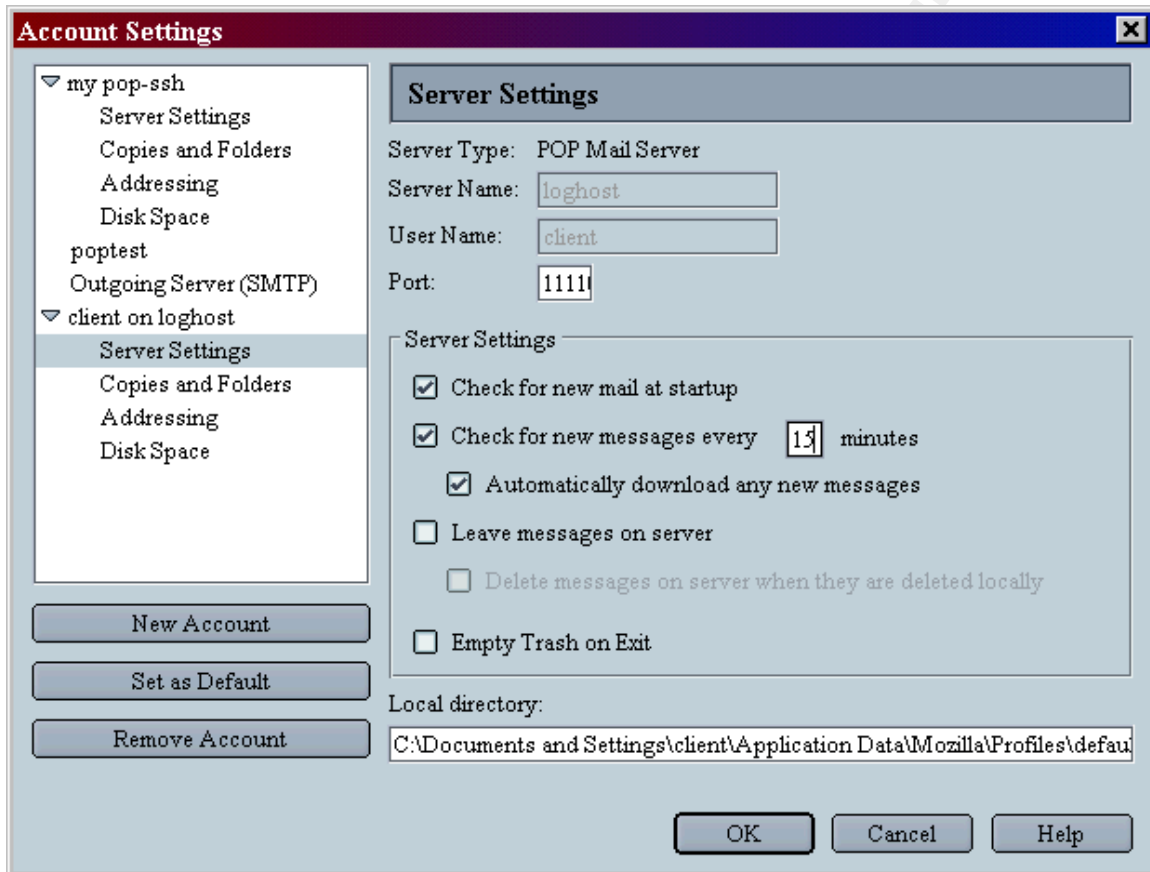 Account Settings
my pop-ssh
Server Settings
Copies and Folders
Addressing
Disk Space
poptest
Outgoing Server (SMTP)
client on loghost
Server Settings
Copies and Folders
Addressing
Disk Space
New Account
Set as Default
Remove Account
Server Settings
Server Type: POP Mail Server
Server Name: loghost
User Name: client
Port:
Server Settings
Check for new mail at startup
Check for new messages every 15 minutes
Automatically download any new messages
Leave messages on server
Delete messages on server when they are deleted locally
Empty Trash on Exit
Local directory:
C:\Documents and Settings\client\Application Data\Mozilla\Profiles\defau
OK Cancel Help